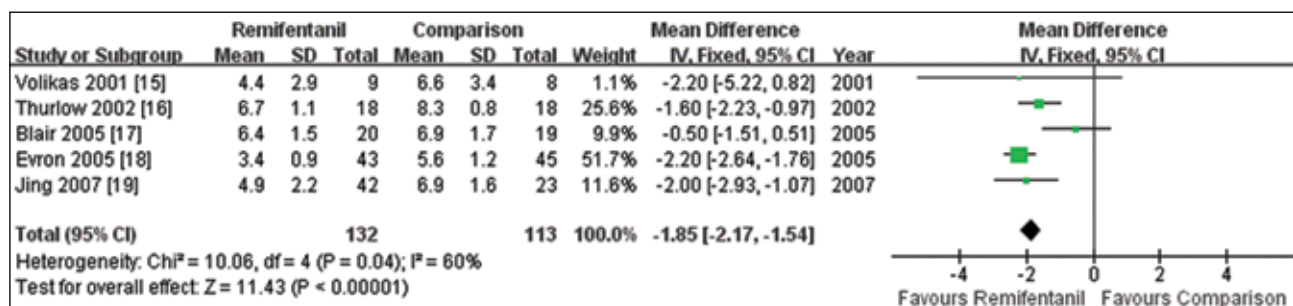 Remifentanil Comparison Mean Difference Mean Difference
Study or Subgroup Mean SD Total Mean SD Total Weight IV, Fixed, 95% CI Year IV, Fixed, 95% CI
Volikas 2001 [15] 4.4 2.9 9 6.6 3.4 8 1.1% -2.20 [-5.22, 0.82] 2001
Thurlow 2002 [16] 6.7 1.1 18 8.3 0.8 18 25.6% -1.60 [-2.23, -0.97] 2002
Blair 2005 [17] 6.4 1.5 20 6.9 1.7 19 9.9% -0.50 [-1.51, 0.51] 2005
Evron 2005 [18] 3.4 0.9 43 5.6 1.2 45 51.7% -2.20 [-2.64, -1.76] 2005
Jing 2007 [19] 4.9 2.2 42 6.9 1.6 23 11.6% -2.00 [-2.93, -1.07] 2007
Total (95% CI) 132 113 100.0% -1.85 [-2.17, -1.54]
Heterogeneity: Chi² = 10.06, df = 4 (P = 0.04); I² = 60%
Test for overall effect: Z = 11.43 (P < 0.00001)
-4 -2 0 2 4
Favours Remifentanil Favours Comparison